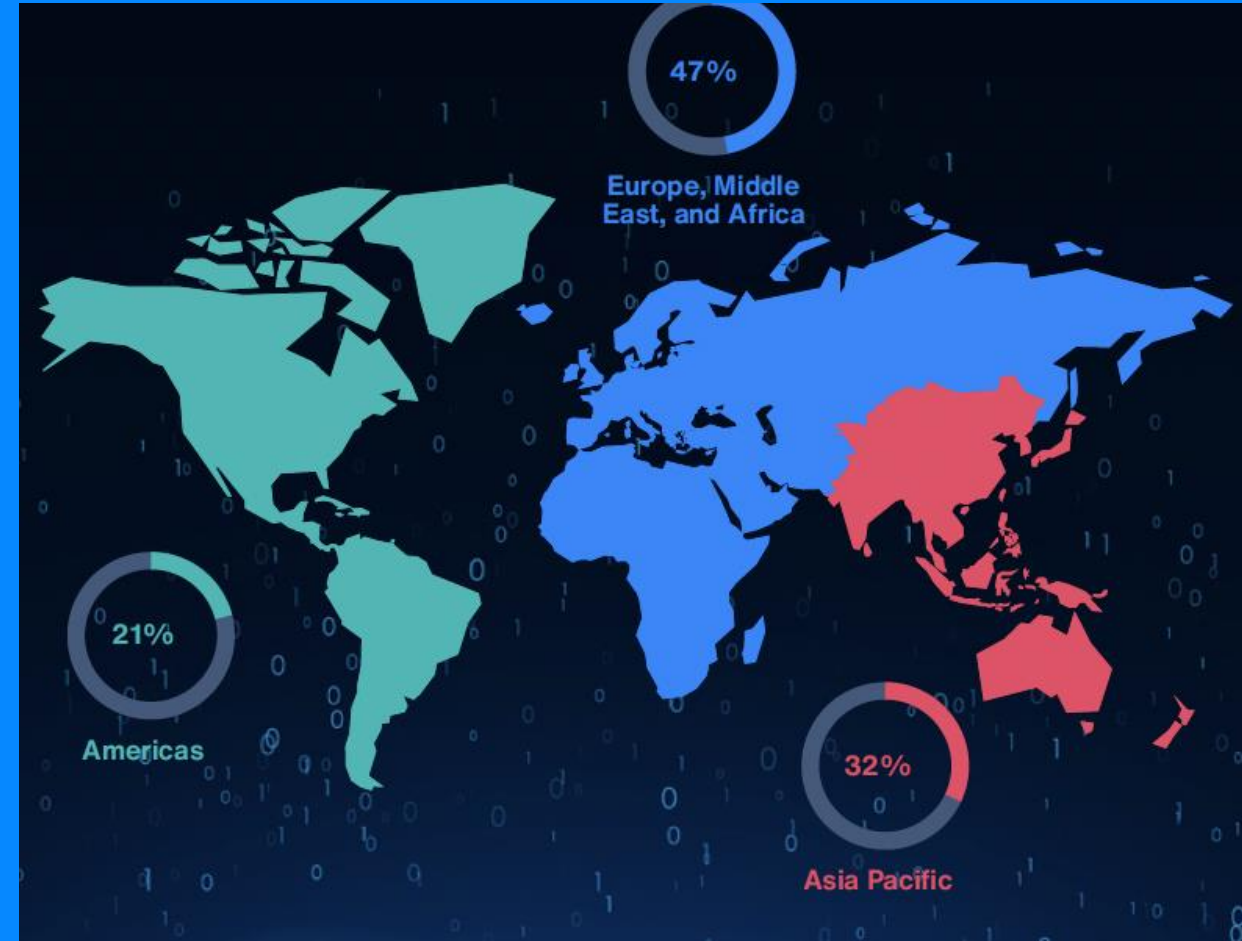 47%
Europe, Middle
East, and Africa
21%
Americas
32%
Asia Pacific